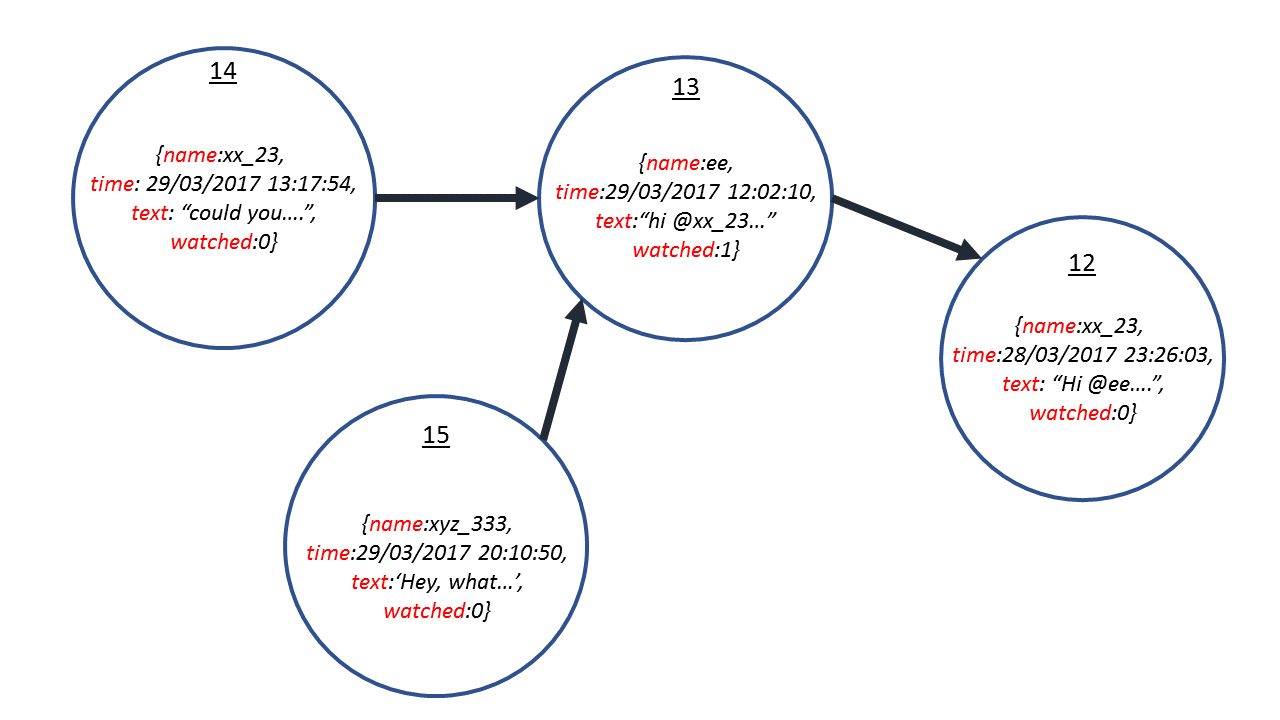 14
{name:xx_23,
time: 29/03/2017 13:17:54,
text: “could you....”,
watched:0}
13
{name:ee,
time:29/03/2017 12:02:10,
text:“hi @xx_23...”
watched:1}
12
{name:xx_23,
time:28/03/2017 23:26:03,
text: “Hi @ee....”,
watched:0}
15
{name:xyz_333,
time:29/03/2017 20:10:50,
text:‘Hey, what...’,
watched:0}